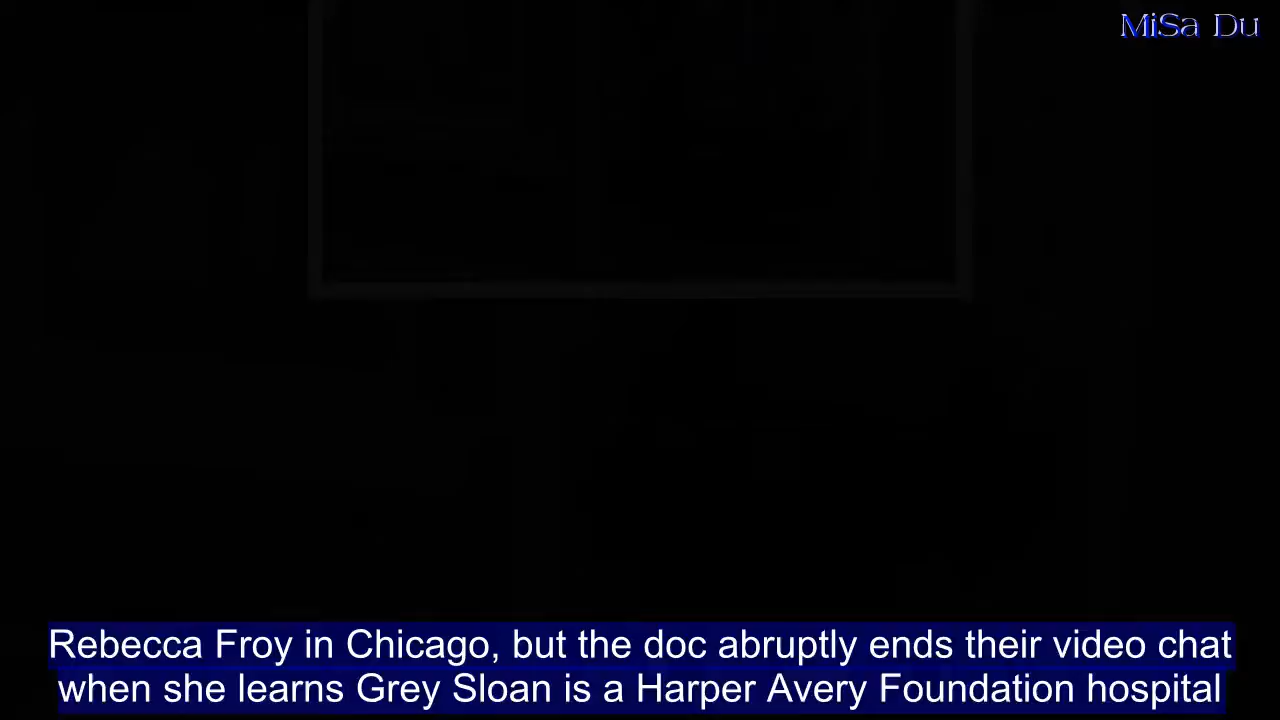 MiSa Du
Rebecca Froy in Chicago, but the doc abruptly ends their video chat
when she learns Grey Sloan is a Harper Avery Foundation hospital